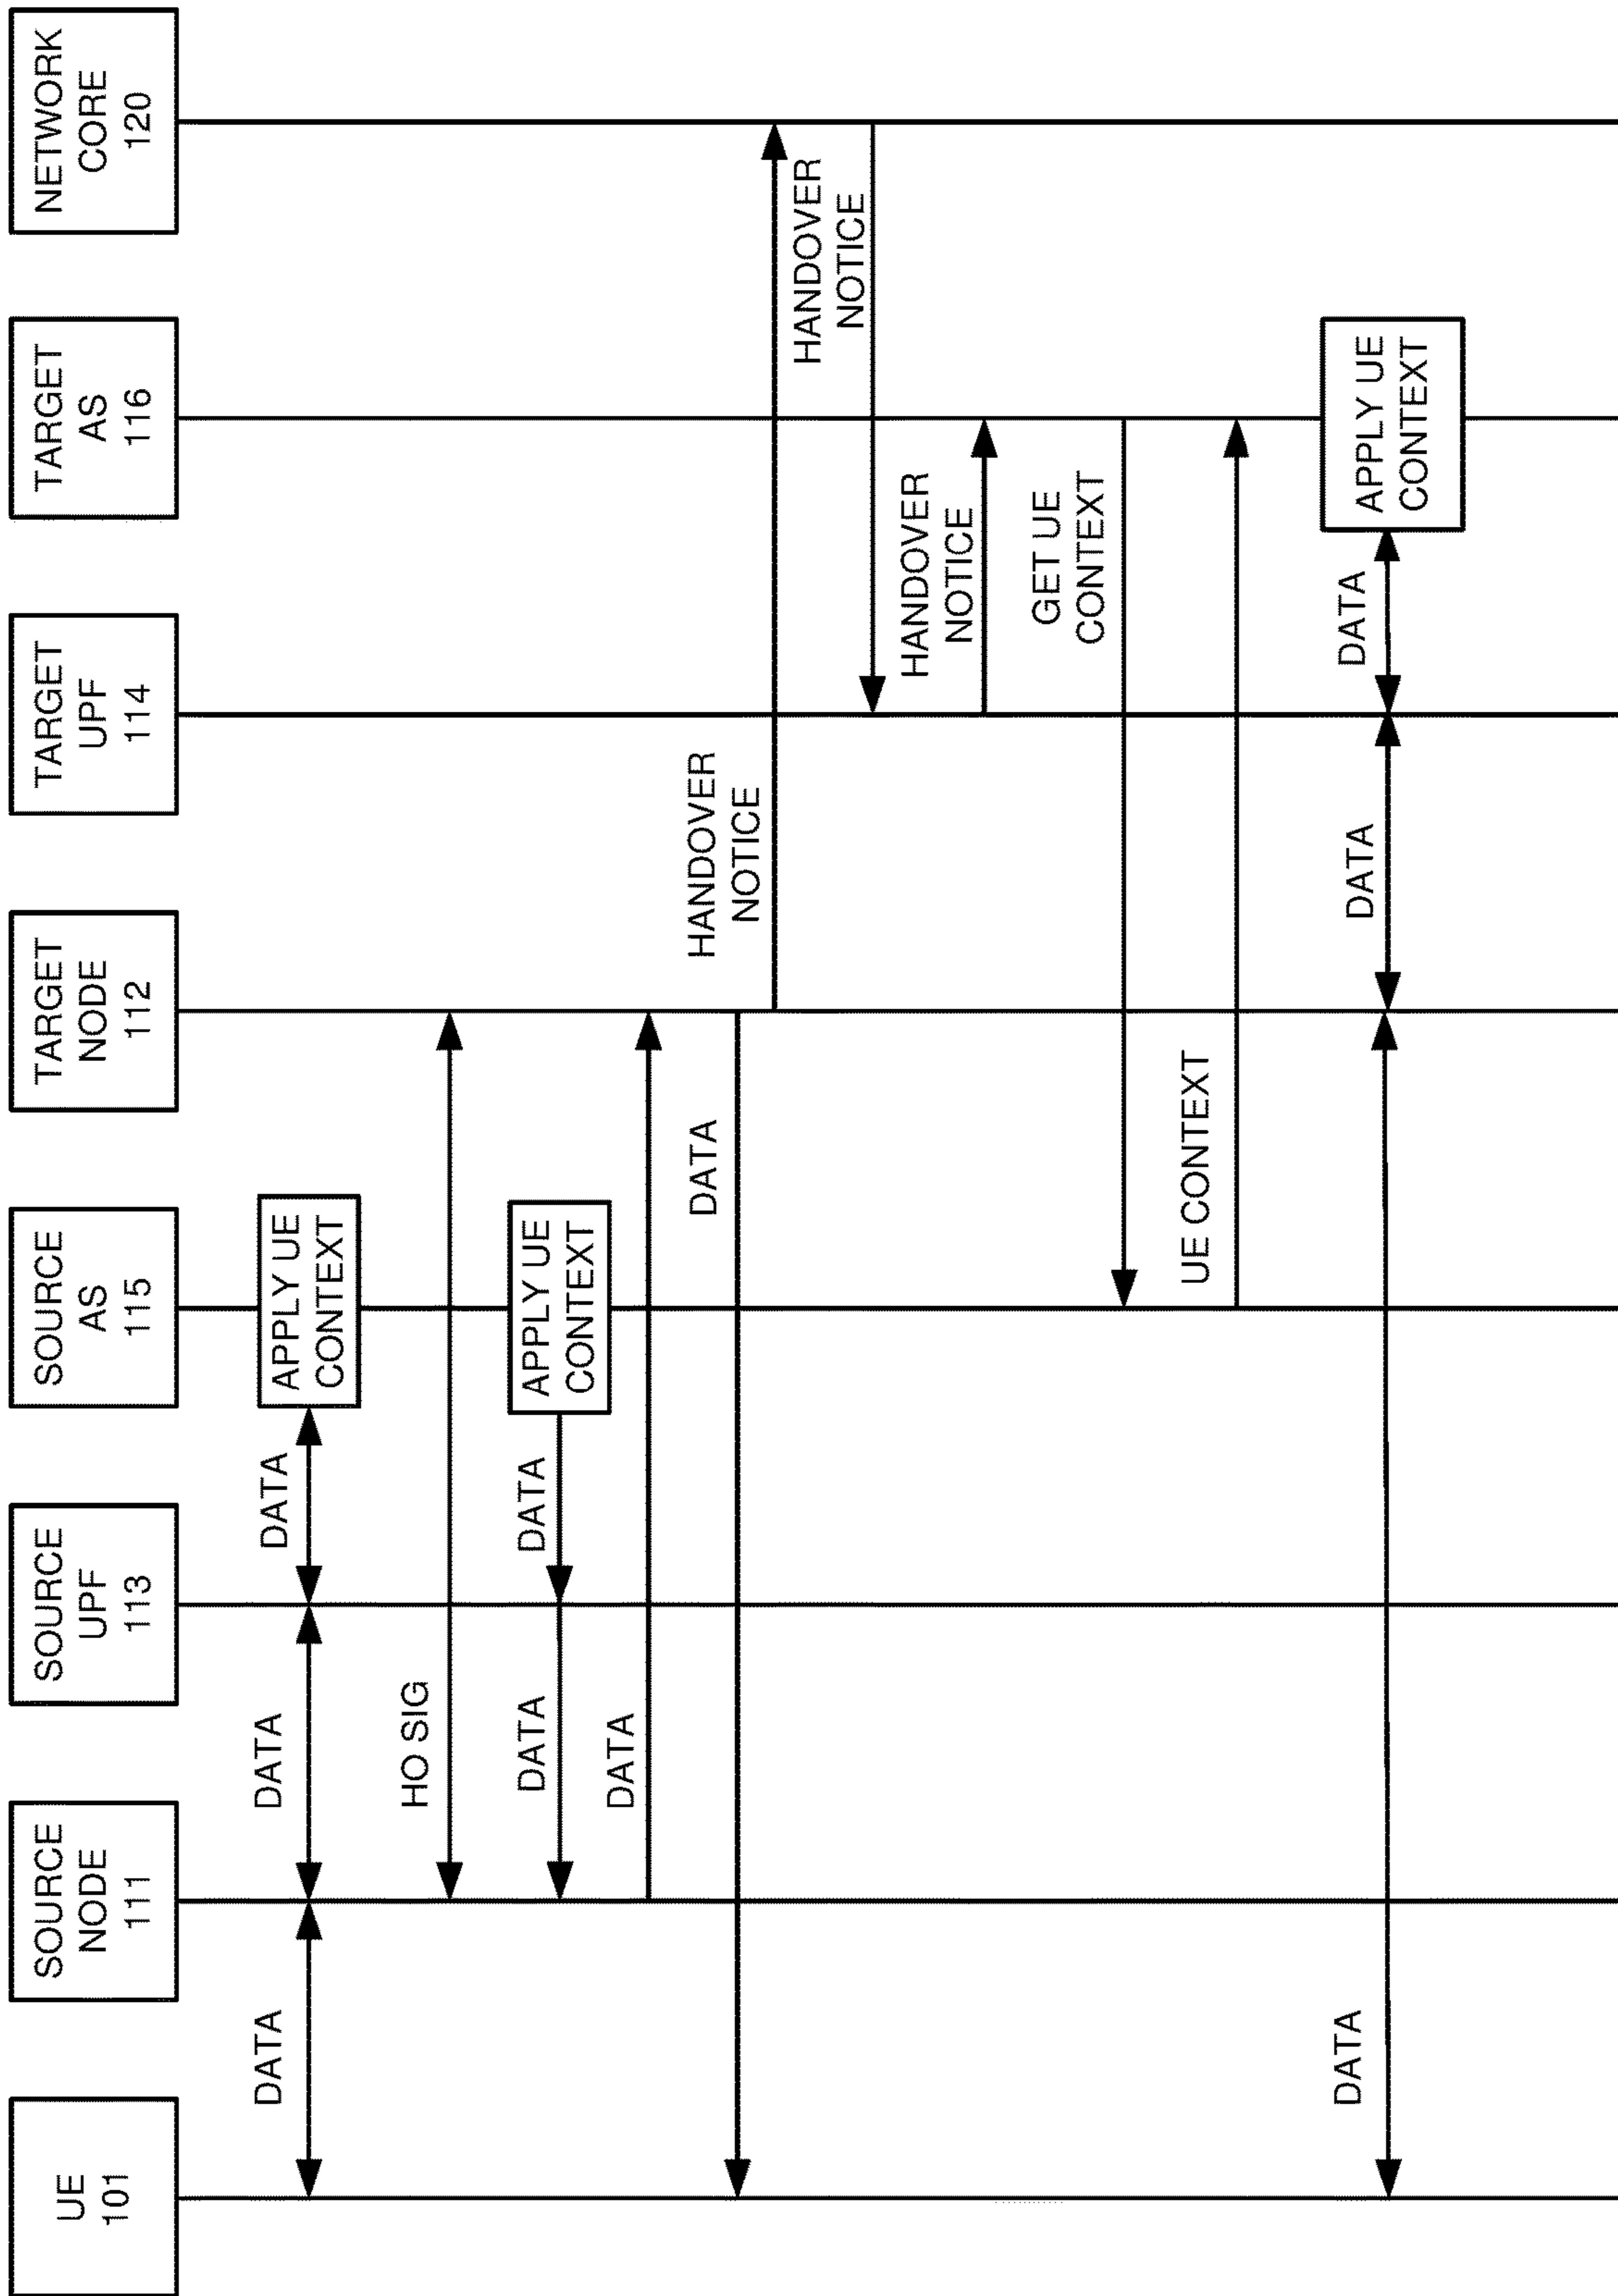 UE
101
SOURCE
NODE
111
SOURCE
UPF
113
SOURCE
AS
115
TARGET
NODE
112
TARGET
UPF
114
TARGET
AS
116
NETWORK
CORE
120
DATA
DATA
DATA
APPLY UE
CONTEXT
HO SIG
DATA
DATA
APPLY UE
CONTEXT
DATA
DATA
HANDOVER
NOTICE
HANDOVER
NOTICE
HANDOVER
NOTICE
GET UE
CONTEXT
UE CONTEXT
DATA
DATA
DATA
APPLY UE
CONTEXT